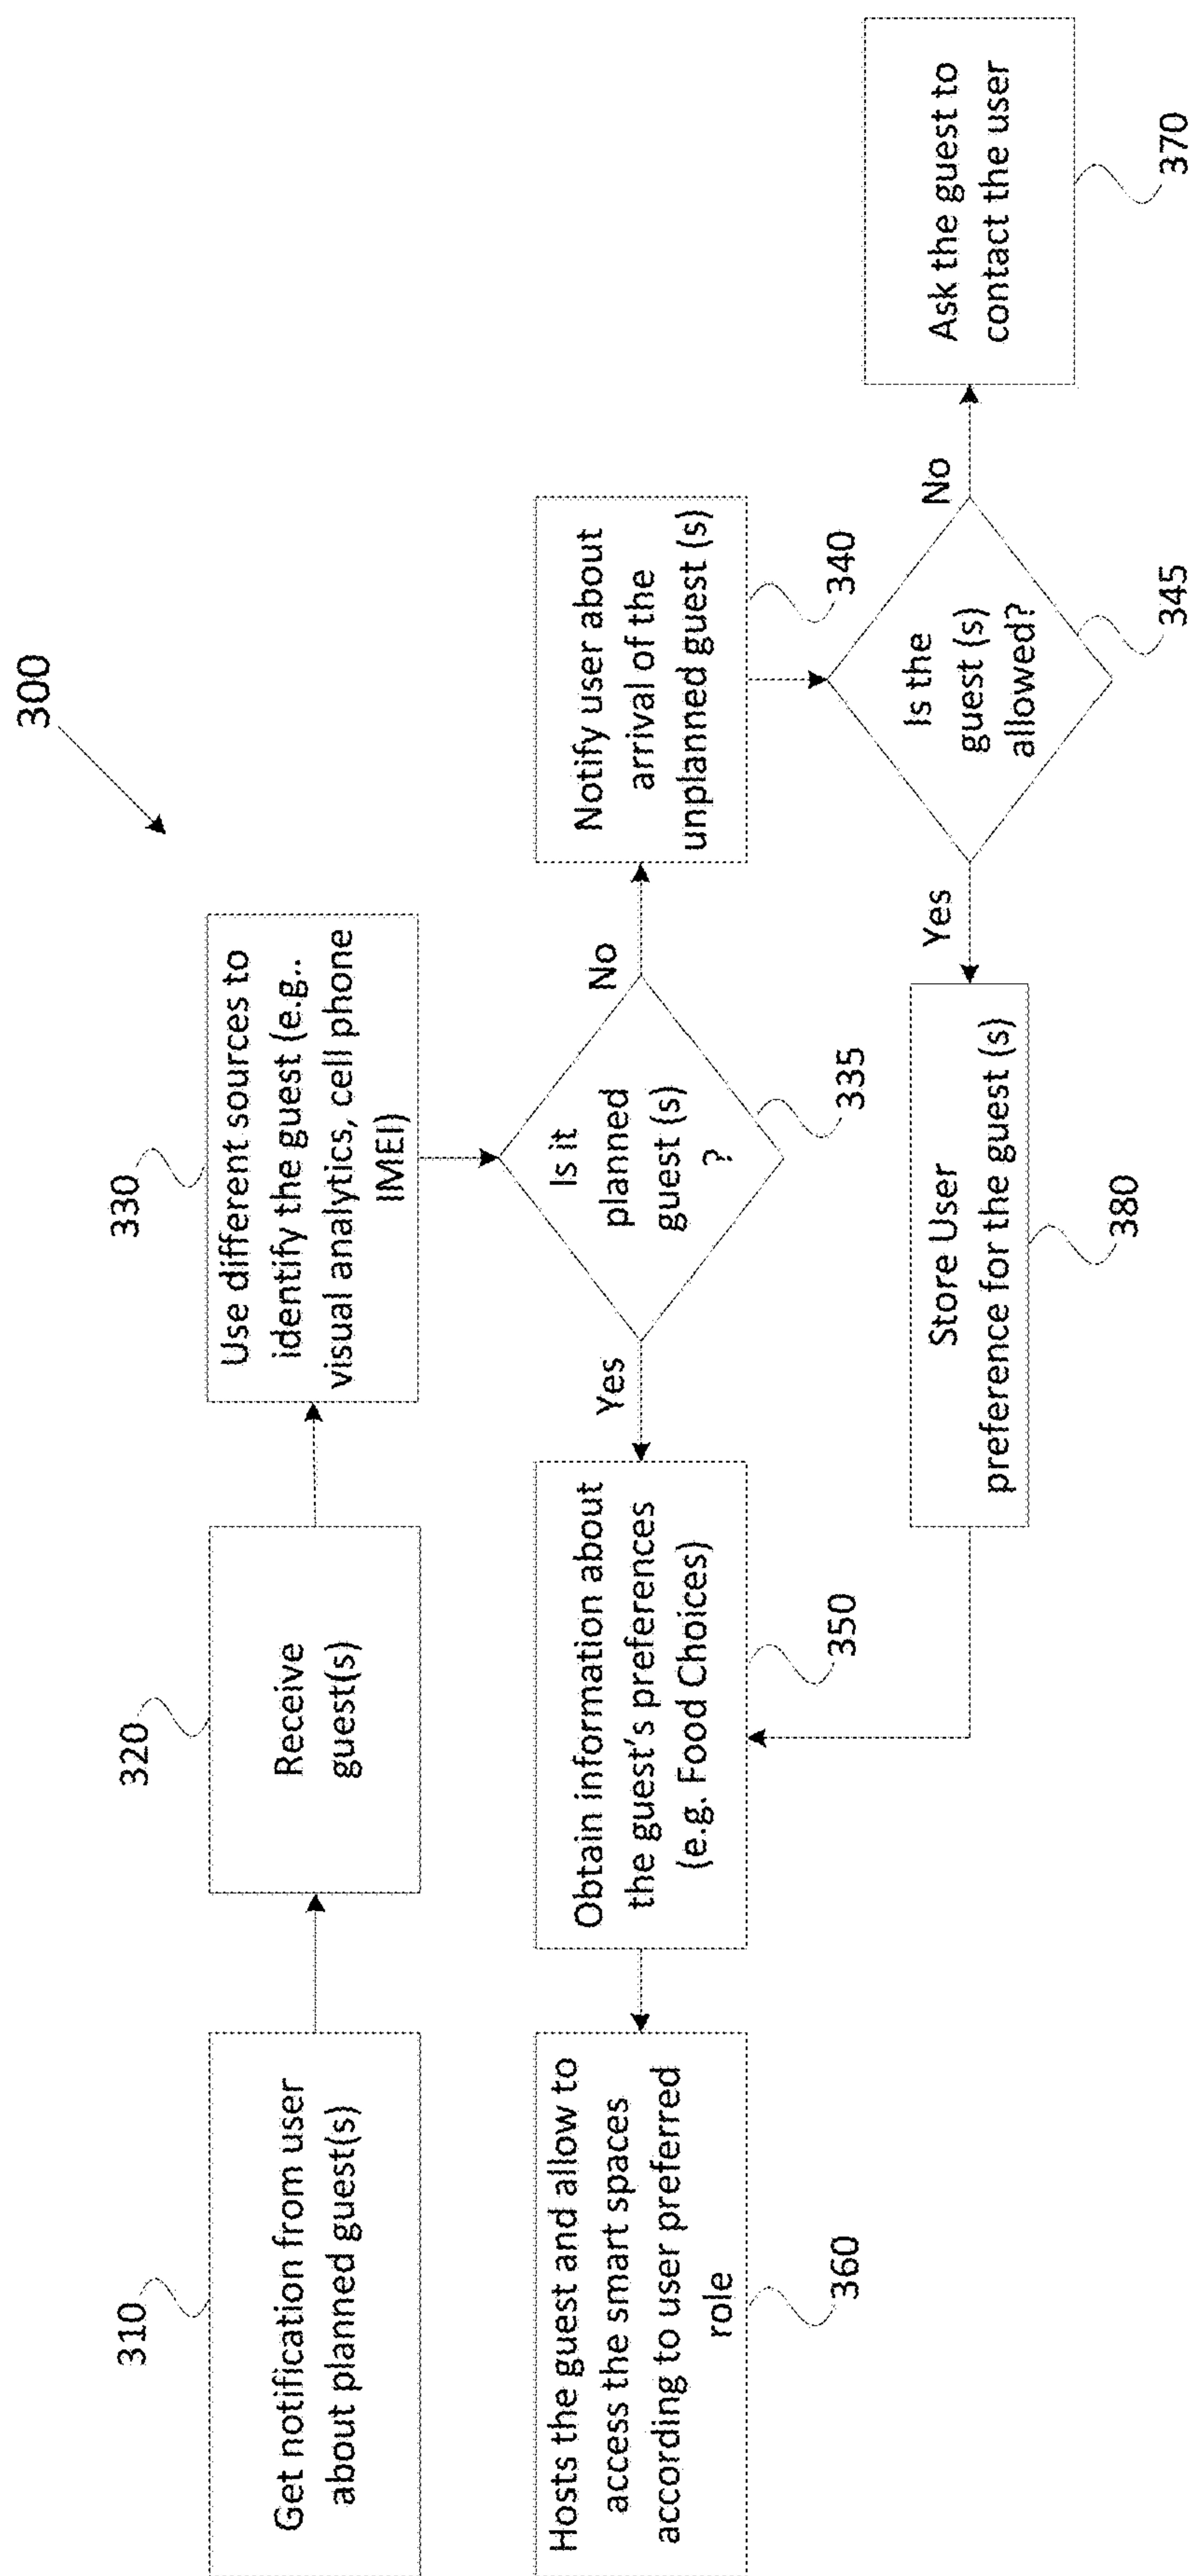 300
310
Get notification from user
about planned guest(s)
320
Receive
guest(s)
330
Use different sources to
identify the guest (e.g..
visual analytics, cell phone
IMEI)
Is it
planned
guest (s)
?
335
Yes
No
Notify user about
arrival of the
unplanned guest (s)
340
Obtain information about
the guest's preferences
(e.g. Food Choices)
350
Hosts the guest and allow to
access the smart spaces
according to user preferred
role
360
Is the
guest (s)
allowed?
345
Yes
No
Store User
preference for the guest (s)
380
Ask the guest to
contact the user
370